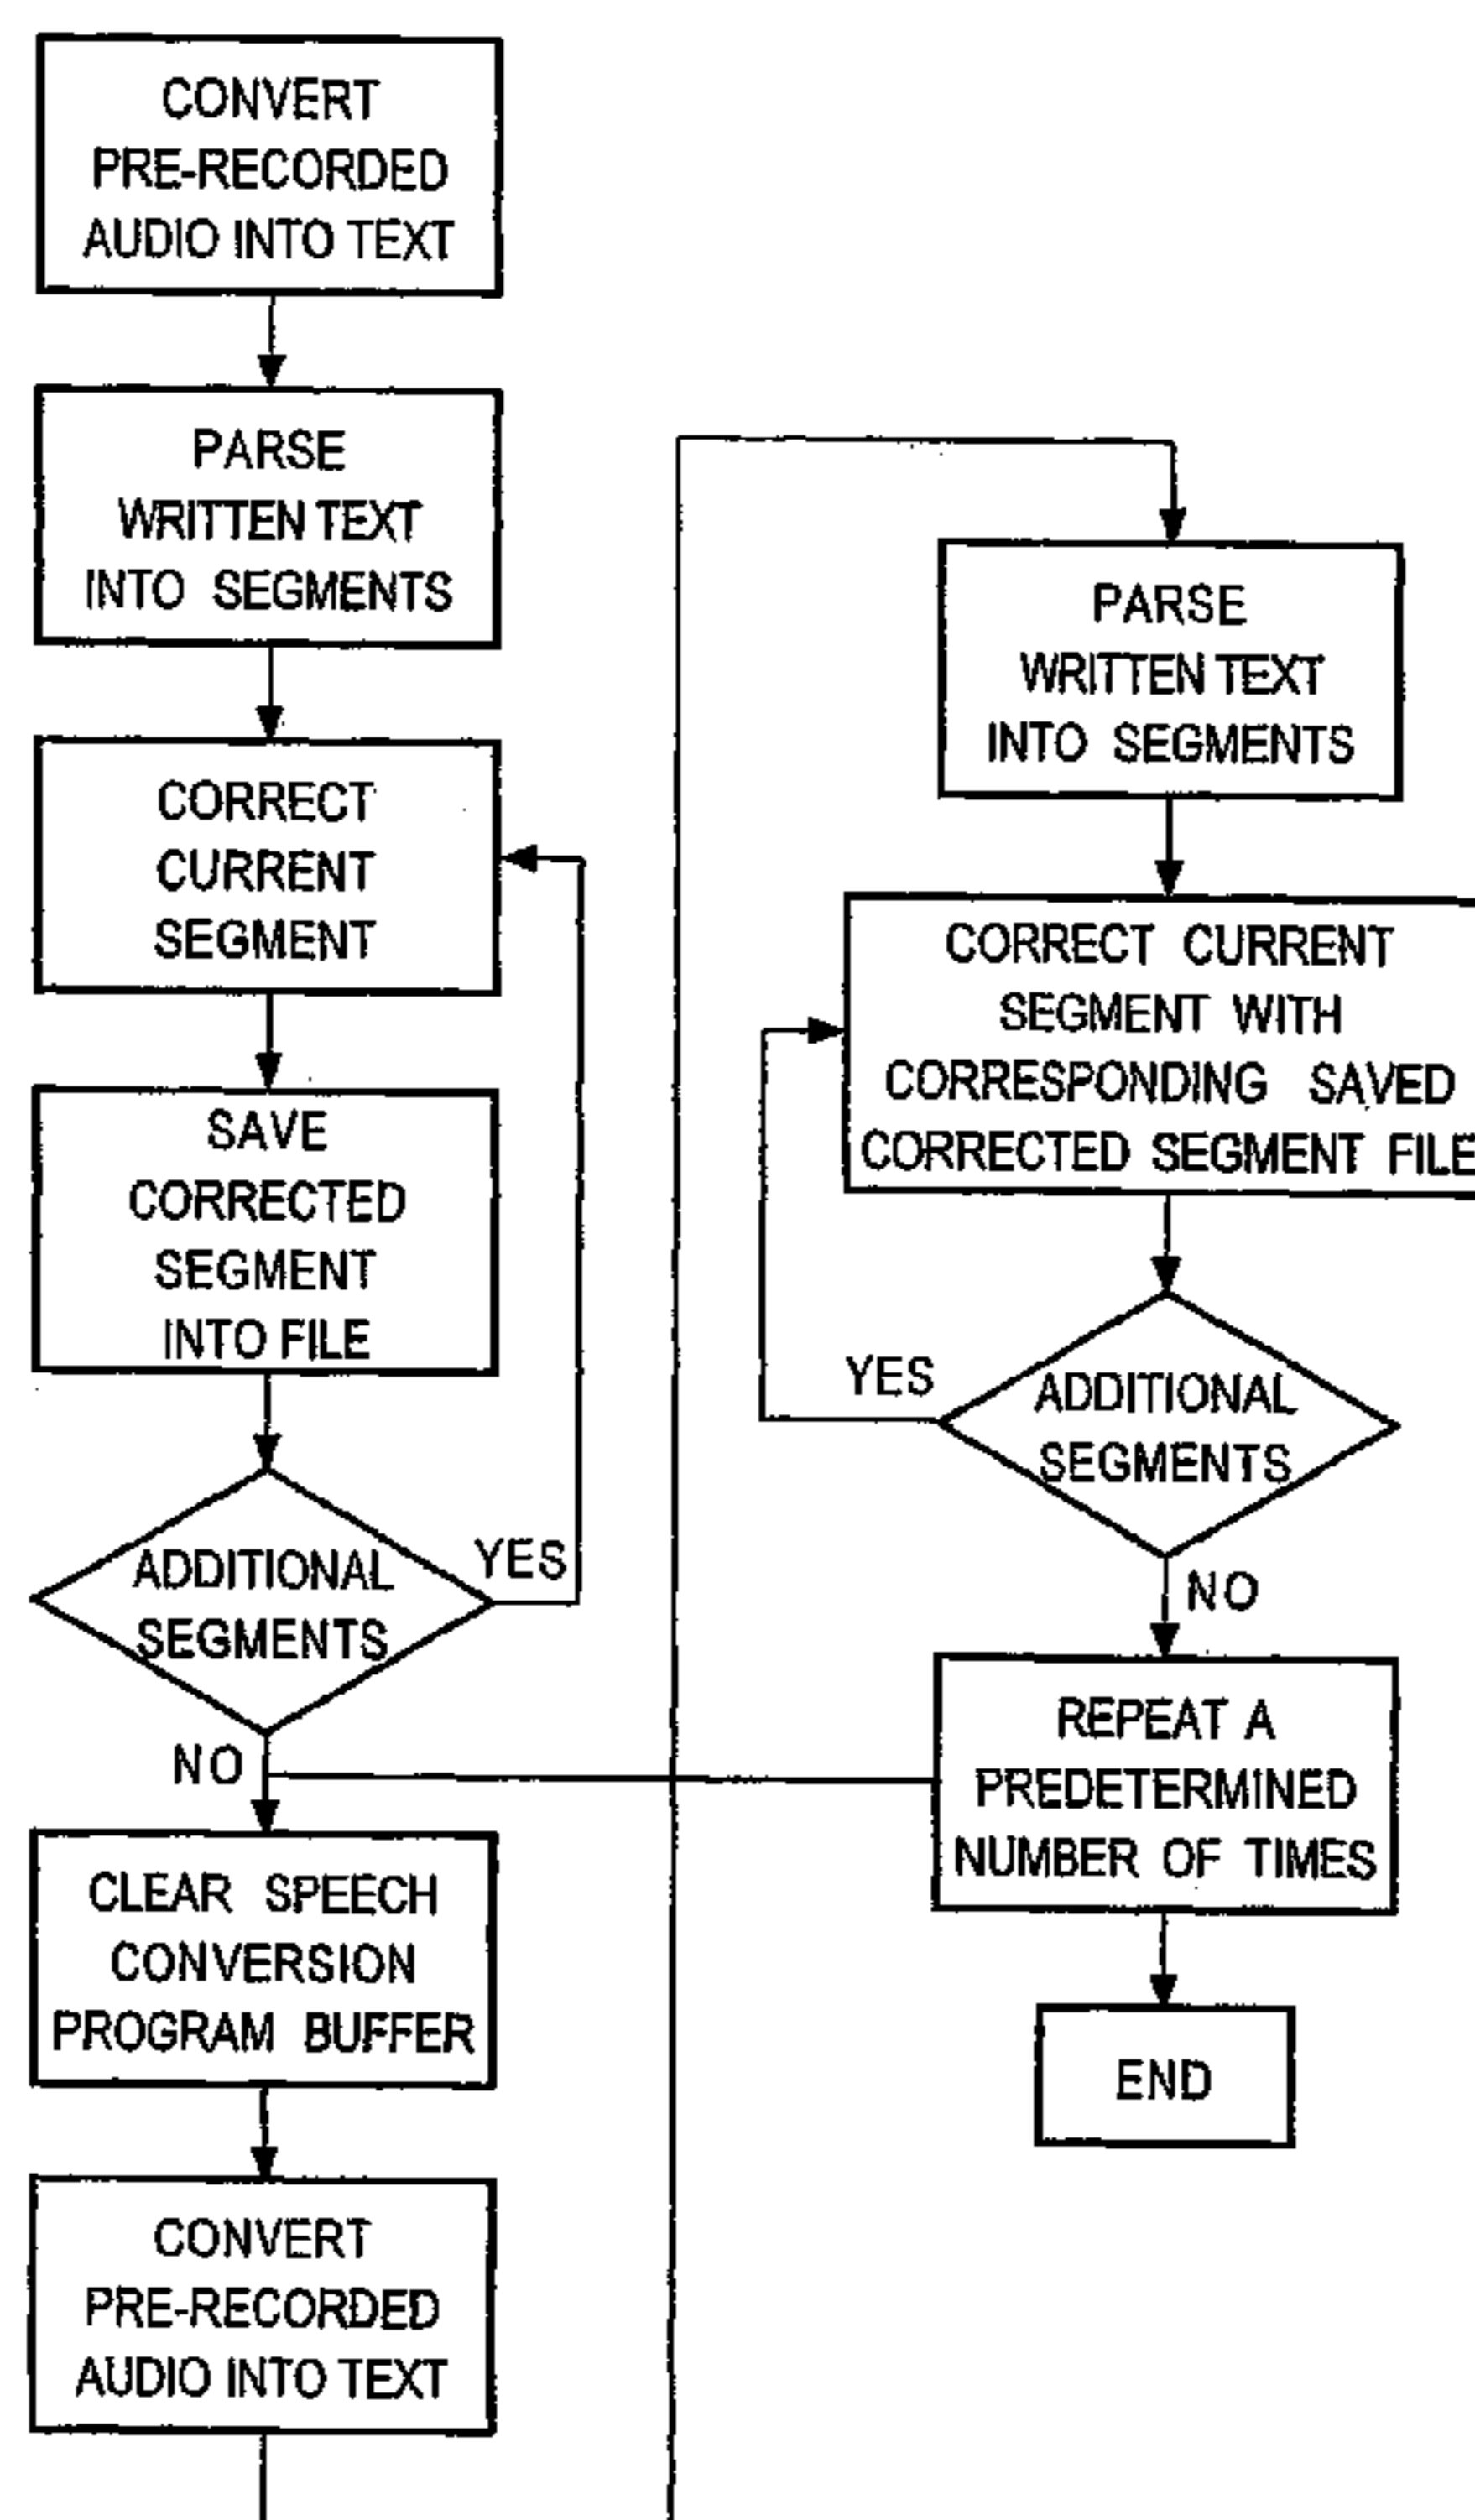 CONVERT
PRE-RECORDED
AUDIO INTO TEXT
PARSE
WRITTEN TEXT
INTO SEGMENTS
CORRECT
CURRENT
SEGMENT
SAVE
CORRECTED
SEGMENT
INTO FILE
ADDITIONAL
SEGMENTS
YES
NO
CLEAR SPEECH
CONVERSION
PROGRAM BUFFER
CONVERT
PRE-RECORDED
AUDIO INTO TEXT
PARSE
WRITTEN TEXT
INTO SEGMENTS
CORRECT CURRENT
SEGMENT WITH
CORRESPONDING SAVED
CORRECTED SEGMENT FILE
YES
ADDITIONAL
SEGMENTS
NO
REPEAT A
PREDETERMINED
NUMBER OF TIMES
END